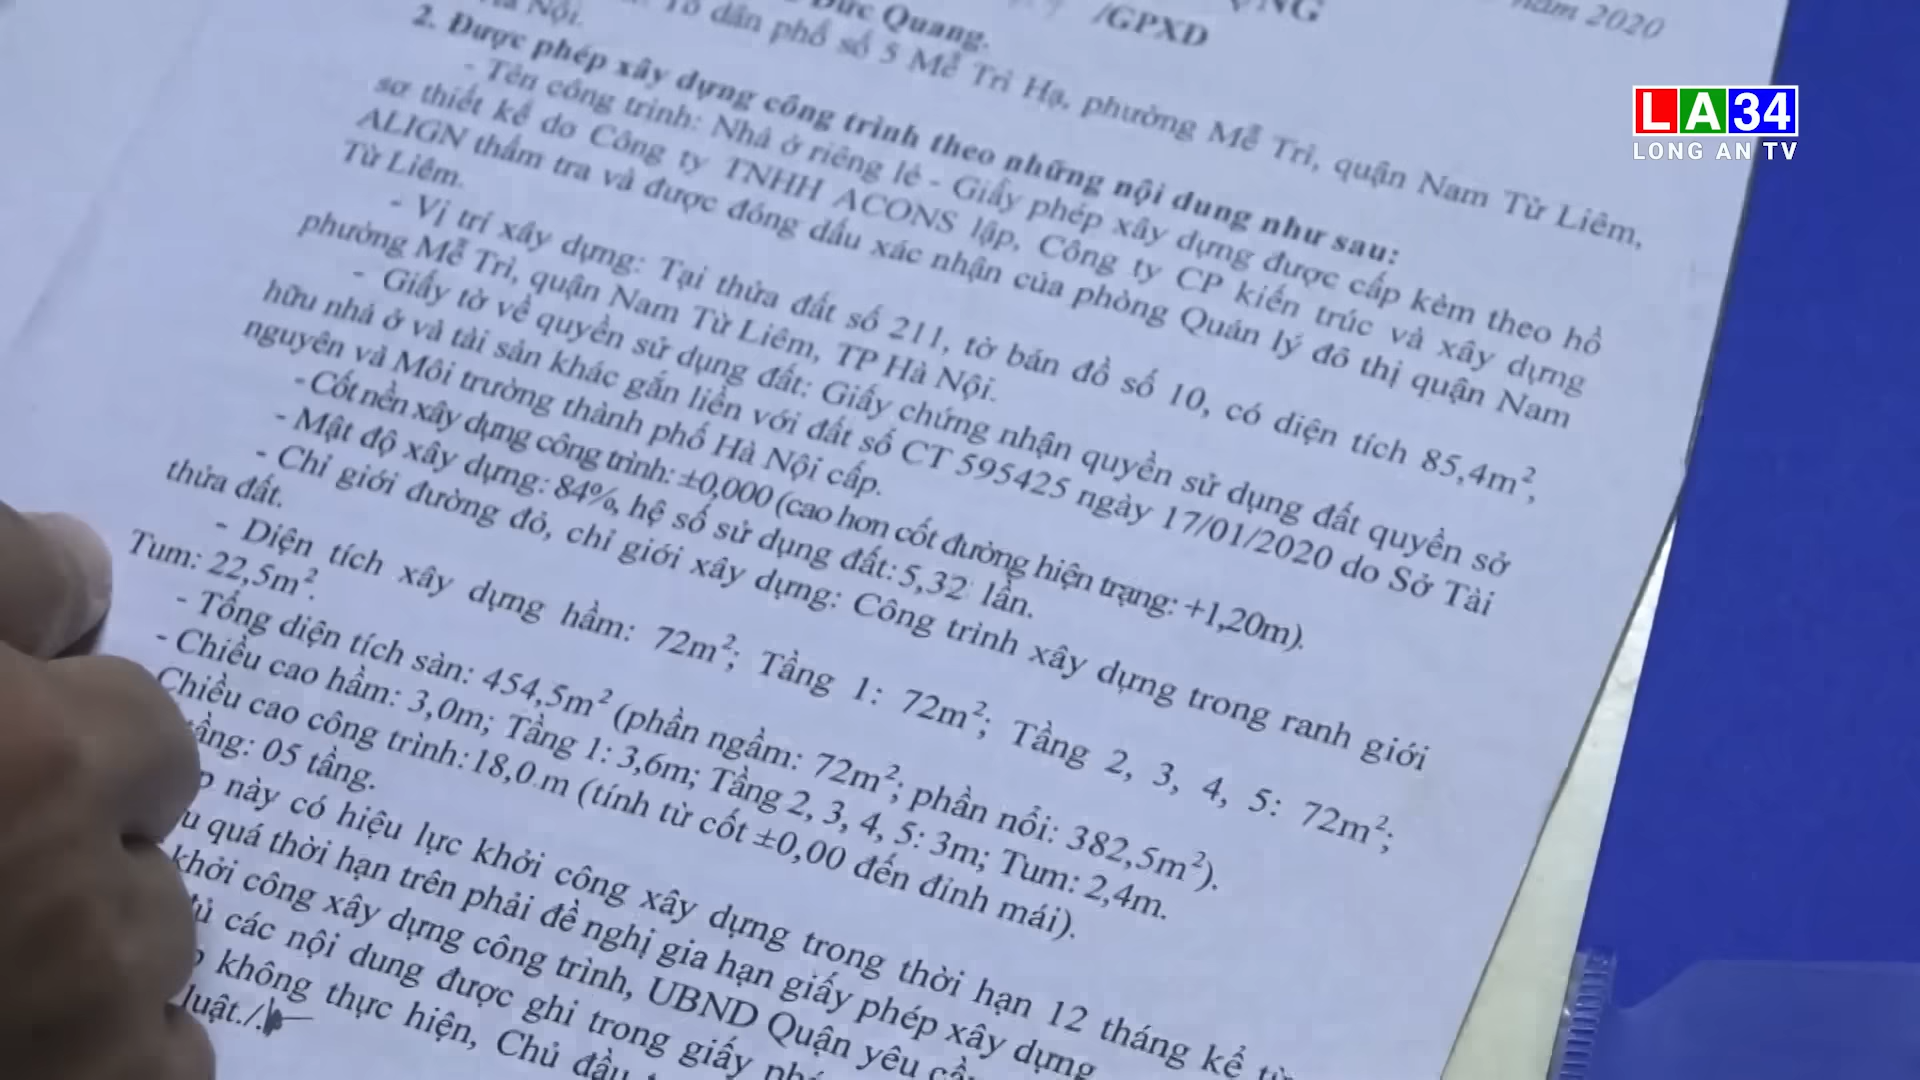 năm 2020
/GPXD
Đức Quang.
Tổ dân phố số 5 Mễ Trì Hạ, phường Mễ Trì, quận Nam Từ Liêm,
Hà Nội.
2. Được phép xây dựng công trình theo những nội dung như sau:
- Tên công trình: Nhà ở riêng lẻ - Giấy phép xây dựng được cấp kèm theo hồ
sơ thiết kế do Công ty TNHH ACONS lập, Công ty CP kiến trúc và xây dựng
ALIGN thẩm tra và được đóng dấu xác nhận của phòng Quản lý đô thị quận Nam
Từ Liêm.
- Vị trí xây dựng: Tại thửa đất số 211, tờ bản đồ số 10, có diện tích 85,4m²,
phường Mễ Trì, quận Nam Từ Liêm, TP Hà Nội.
- Giấy tờ về quyền sử dụng đất: Giấy chứng nhận quyền sử dụng đất quyền sở
hữu nhà ở và tài sản khác gắn liền với đất số CT 595425 ngày 17/01/2020 do Sở Tài
nguyên và Môi trường thành phố Hà Nội cấp.
- Cốt nền xây dựng công trình: ±0,000 (cao hơn cốt đường hiện trạng: +1,20m).
- Mật độ xây dựng: 84%, hệ số sử dụng đất: 5,32 lần.
- Chỉ giới đường đỏ, chỉ giới xây dựng: Công trình xây dựng trong ranh giới
thửa đất.
- Diện tích xây dựng hầm: 72m²; Tầng 1: 72m²; Tầng 2, 3, 4, 5: 72m²;
Tum: 22,5m².
- Tổng diện tích sàn: 454,5m² (phần ngầm: 72m²; phần nổi: 382,5m²).
- Chiều cao hầm: 3,0m; Tầng 1: 3,6m; Tầng 2, 3, 4, 5: 3m; Tum: 2,4m.
Chiều cao công trình: 18,0 m (tính từ cốt ±0,00 đến đỉnh mái).
tầng: 05 tầng.
này có hiệu lực khởi công xây dựng trong thời hạn 12 tháng kể từ
quá thời hạn trên phải đề nghị gia hạn giấy phép xây dựng
khởi công xây dựng công trình, UBND Quận yêu
các nội dung được ghi trong giấy
không thực hiện, Chủ đầu
luật./.
LA34
LONG AN TV